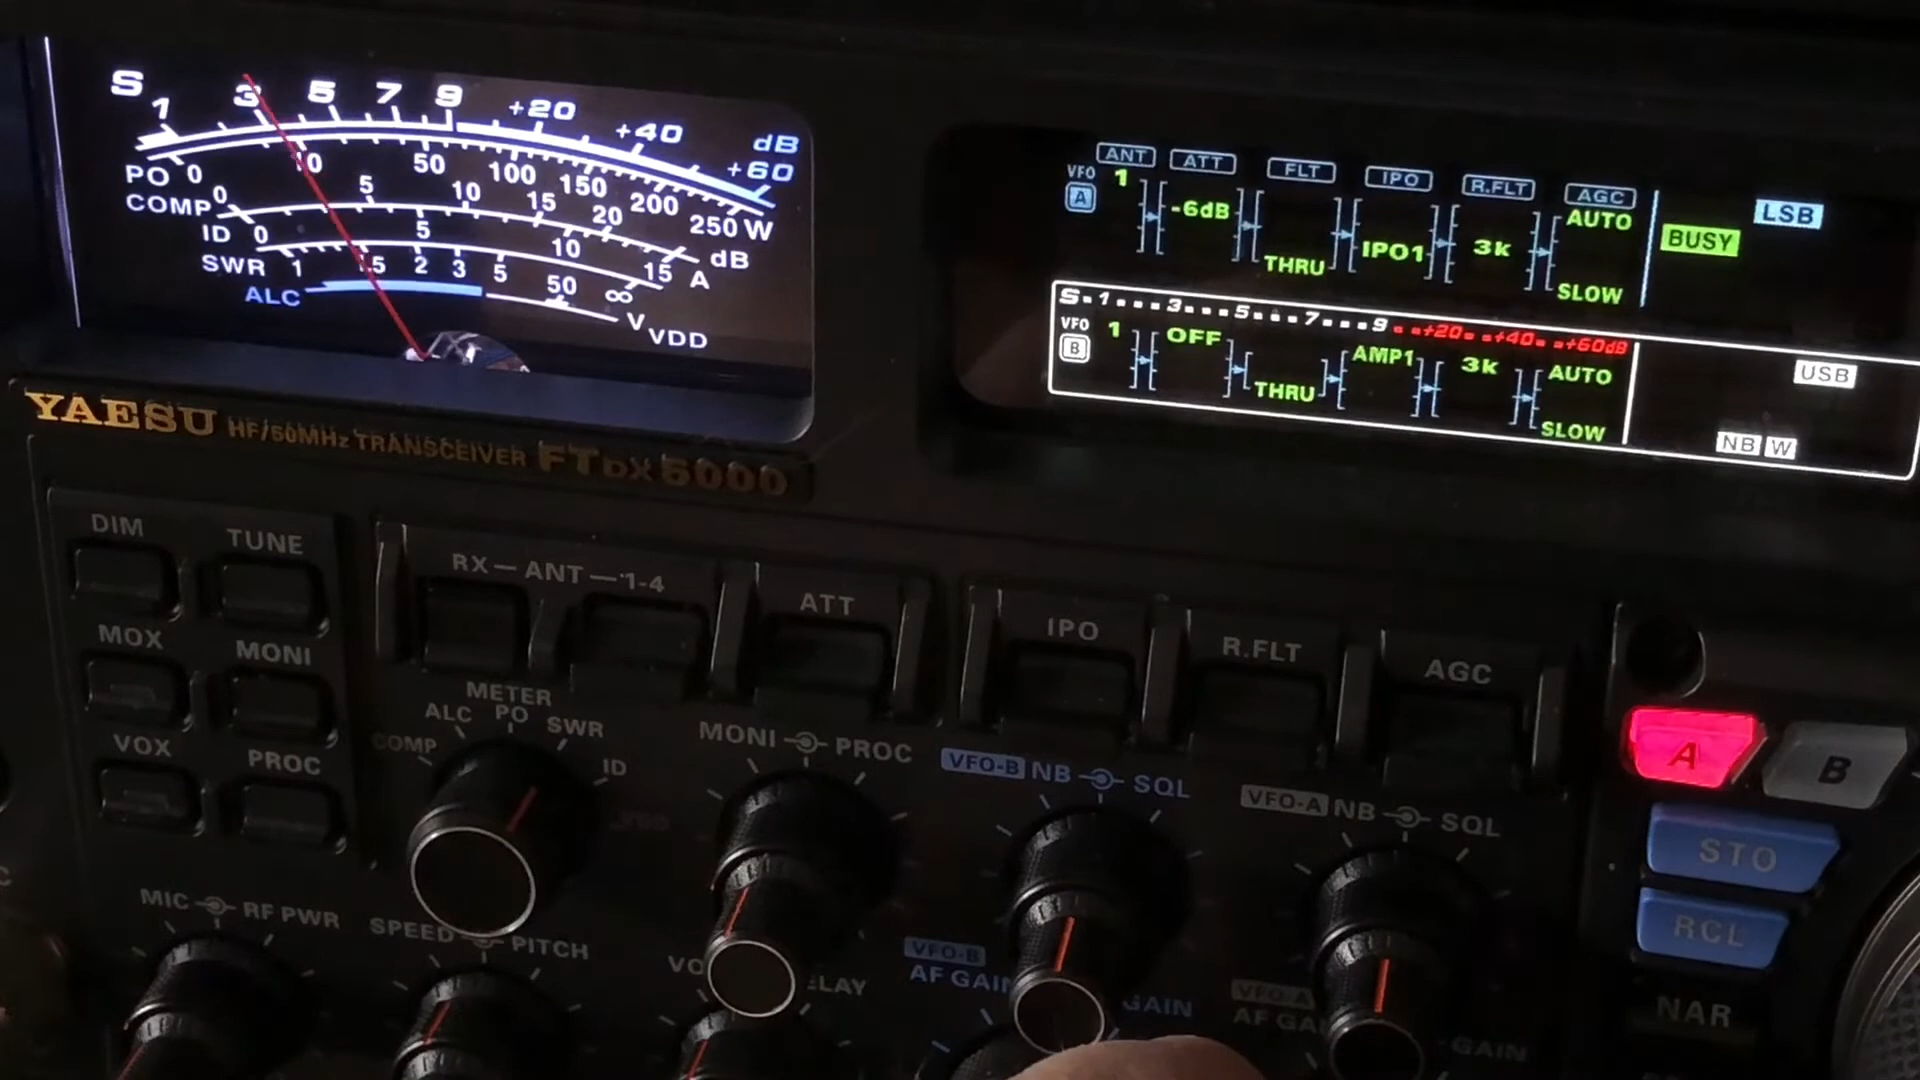 S 1 3 5 7 9 +20 +40 +60 dB
PO 0 10 50 100 150 200 250 W
COMP 0 5 10 15 20 dB
ID 0 5 10 15 A
SWR 1 1.5 2 3 5 50 ∞
ALC V VDD
YAESU HF/50MHz TRANSCEIVER FTDX5000
ANT ATT FLT IPO R.FLT AGC
VFO A 1 -6dB THRU IPO1 3k AUTO SLOW BUSY LSB
S 1 3 5 7 9 +20 +40 +60dB
VFO B 1 OFF THRU AMP1 3k AUTO SLOW USB
NB W
DIM TUNE
RX-ANT-1-4 ATT IPO R.FLT AGC
MOX MONI
METER
COMP ALC PO SWR ID VDD
VOX PROC
MONI PROC
VFO-B NB SQL
VFO-A NB SQL
A B
STO
RCL
MIC RF PWR
SPEED PITCH
VFO-B
AF GAIN GAIN
VFO-A
GAIN
NAR